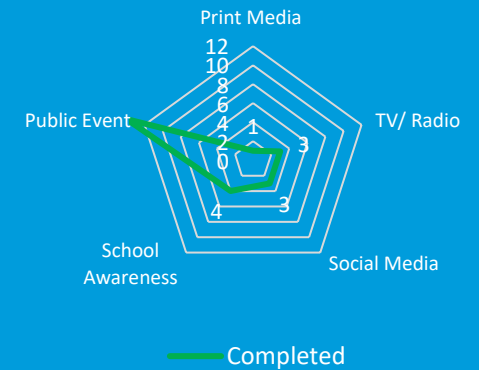 Print Media
12
10
8
6
4
2
0
1
3
3
4
Public Event
TV/ Radio
School
Awareness
Social Media
Completed